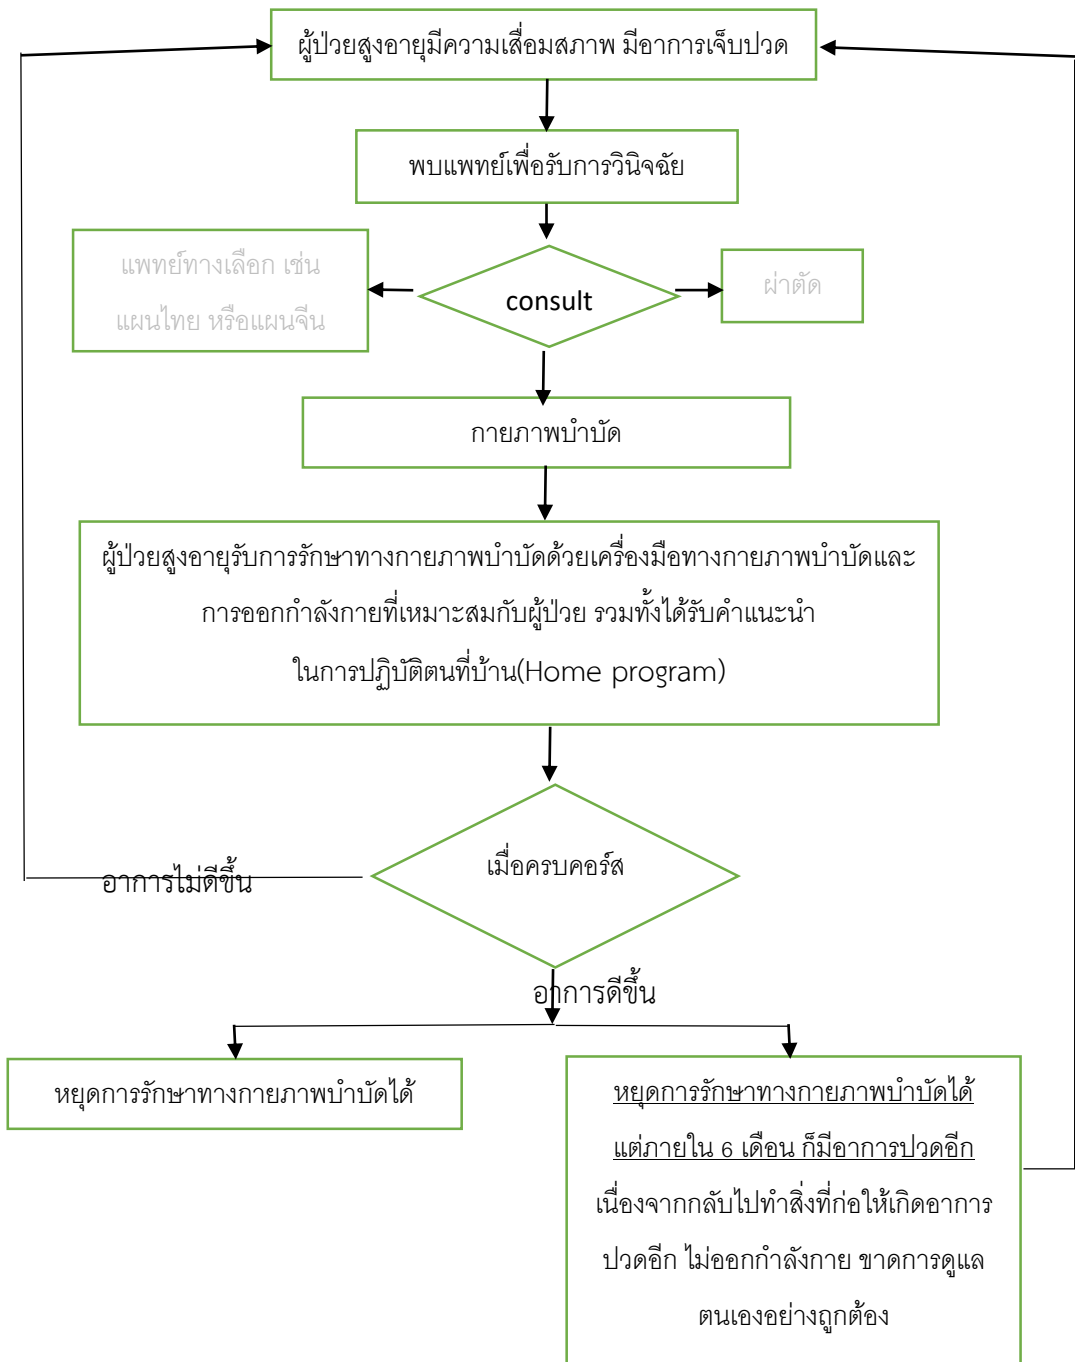 ผู้ป่วยสูงอายุมีความเสื่อมสภาพ มีอาการเจ็บปวด
พบแพทย์เพื่อรับการวินิจฉัย
แพทย์ทางเลือก เช่น
แผนไทย หรือแผนจีน
consult
ผ่าตัด
กายภาพบำบัด
ผู้ป่วยสูงอายุรับการรักษาทางกายภาพบำบัดด้วยเครื่องมือทางกายภาพบำบัดและ
การออกกำลังกายที่เหมาะสมกับผู้ป่วย รวมทั้งได้รับคำแนะนำ
ในการปฏิบัติตนที่บ้าน(Home program)
เมื่อครบคอร์ส
อาการไม่ดีขึ้น
อาการดีขึ้น
หยุดการรักษาทางกายภาพบำบัดได้
หยุดการรักษาทางกายภาพบำบัดได้
แต่ภายใน 6 เดือน ก็มีอาการปวดอีก
เนื่องจากกลับไปทำสิ่งที่ก่อให้เกิดอาการ
ปวดอีก ไม่ออกกำลังกาย ขาดการดูแล
ตนเองอย่างถูกต้อง